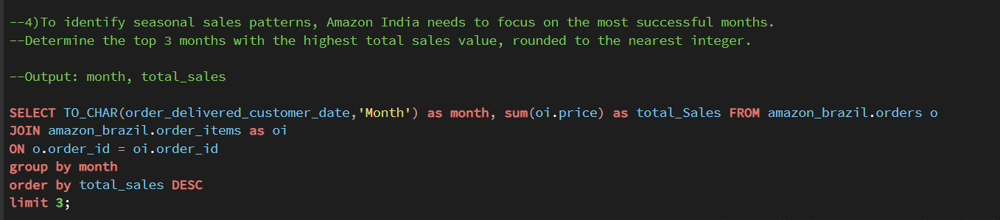 --4)To identify seasonal sales patterns, Amazon India needs to focus on the most successful months.
--Determine the top 3 months with the highest total sales value, rounded to the nearest integer.
--Output: month, total_sales
SELECT TO_CHAR(order_delivered_customer_date,'Month') as month, sum(oi.price) as total_Sales FROM amazon_brazil.orders o
JOIN amazon_brazil.order_items as oi
ON o.order_id = oi.order_id
group by month
order by total_sales DESC
limit 3;